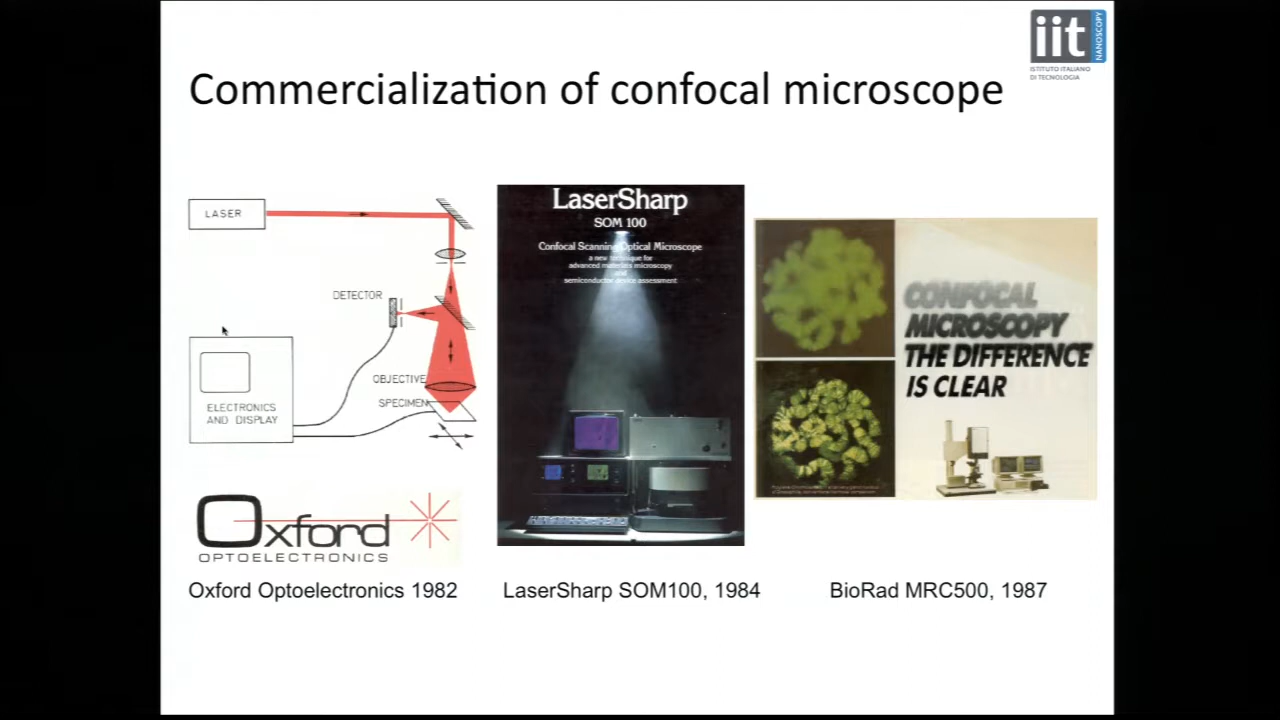 iit
NANOSCOPY
ISTITUTO ITALIANO
DI TECNOLOGIA
Commercialization of confocal microscope
LASER
DETECTOR
OBJECTIVE
SPECIMEN
ELECTRONICS
AND DISPLAY
Oxford
OPTOELECTRONICS
LaserSharp
SOM 100
Confocal Scanning Optical Microscope
a new technique for
advanced materials microscopy
and
semiconductor device assessment
CONFOCAL
MICROSCOPY
THE DIFFERENCE
IS CLEAR
Oxford Optoelectronics 1982
LaserSharp SOM100, 1984
BioRad MRC500, 1987